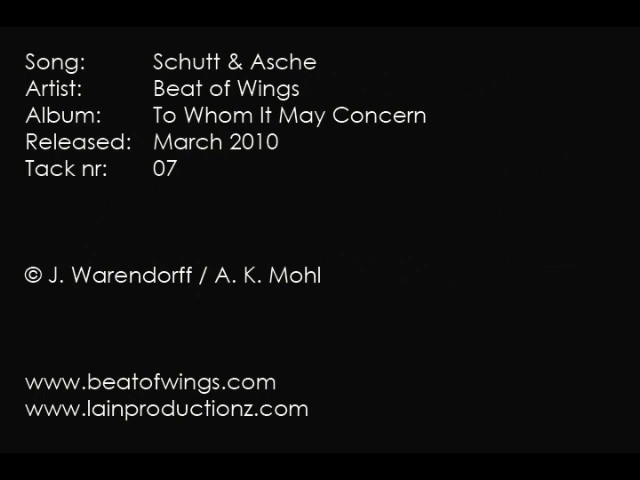 Song: Schutt & Asche
Artist: Beat of Wings
Album: To Whom It May Concern
Released: March 2010
Tack nr: 07
© J. Warendorff / A. K. Mohl
www.beatofwings.com
www.lainproductionz.com